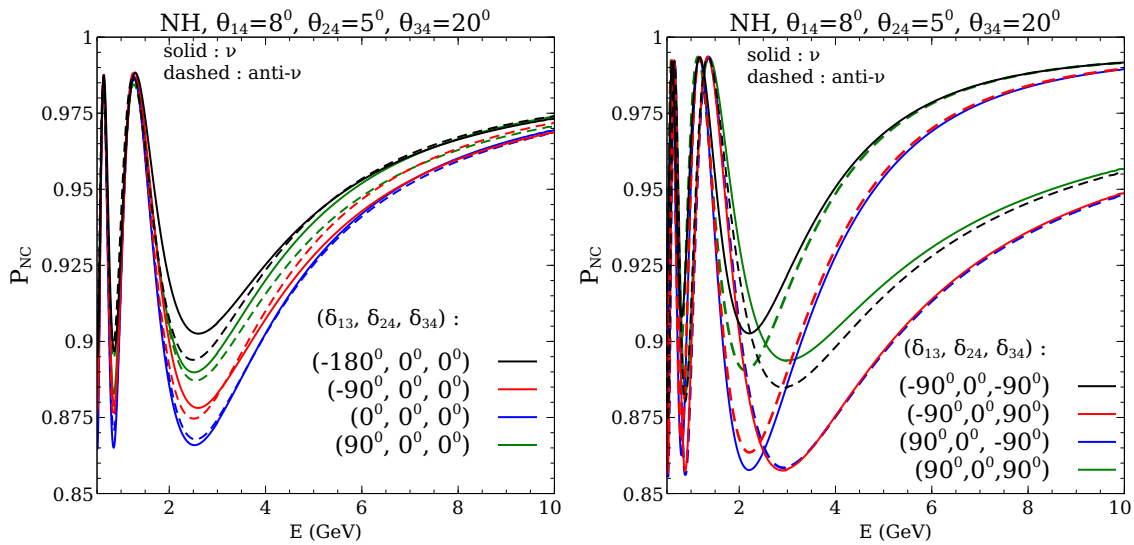 NH, θ₁₄=8⁰, θ₂₄=5⁰, θ₃₄=20⁰
solid : ν
dashed : anti-ν
1
0.975
0.95
0.925
0.9
0.875
0.85
P_NC
(δ₁₃, δ₂₄, δ₃₄) :
(-180⁰, 0⁰, 0⁰)
(-90⁰, 0⁰, 0⁰)
(0⁰, 0⁰, 0⁰)
(90⁰, 0⁰, 0⁰)
2 4 6 8 10
E (GeV)
NH, θ₁₄=8⁰, θ₂₄=5⁰, θ₃₄=20⁰
solid : ν
dashed : anti-ν
1
0.975
0.95
0.925
0.9
0.875
0.85
P_NC
(δ₁₃, δ₂₄, δ₃₄) :
(-90⁰,0⁰,-90⁰)
(-90⁰,0⁰,90⁰)
(90⁰,0⁰, -90⁰)
(90⁰,0⁰,90⁰)
2 4 6 8 10
E (GeV)